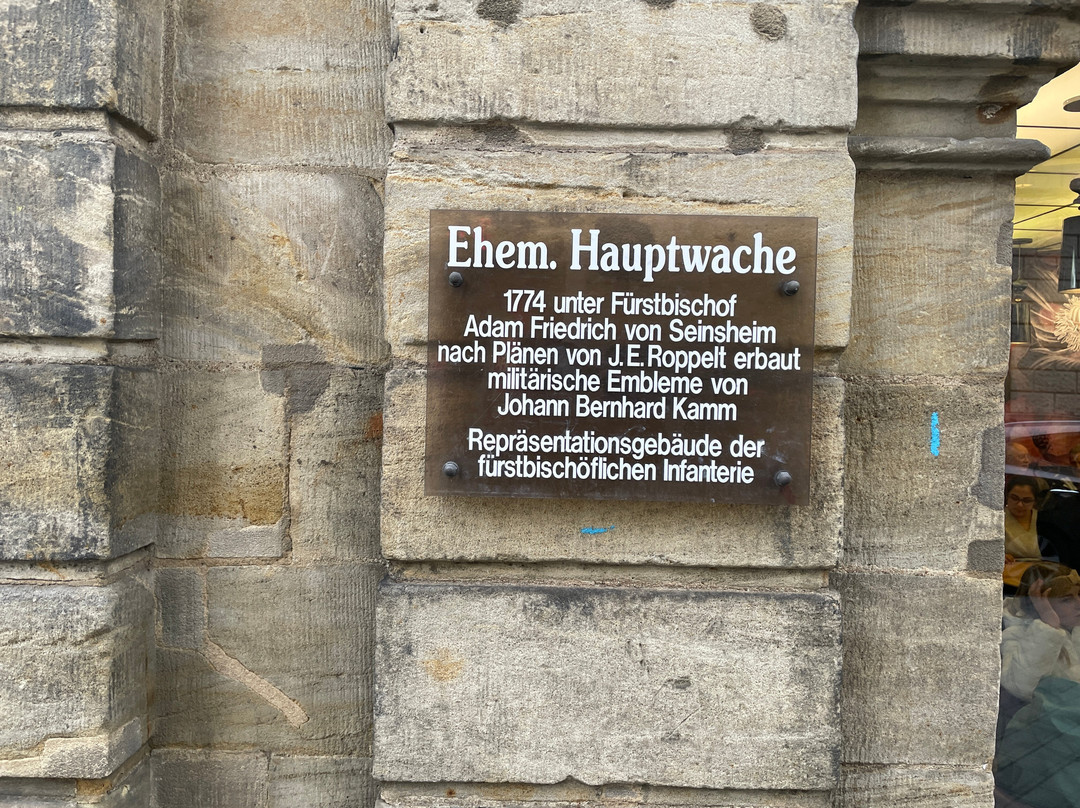 Ehem. Hauptwache
1774 unter Fürstbischof
Adam Friedrich von Seinsheim
nach Plänen von J. E. Roppelt erbaut
militärische Embleme von
Johann Bernhard Kamm
Repräsentationsgebäude der
fürstbischöflichen Infanterie